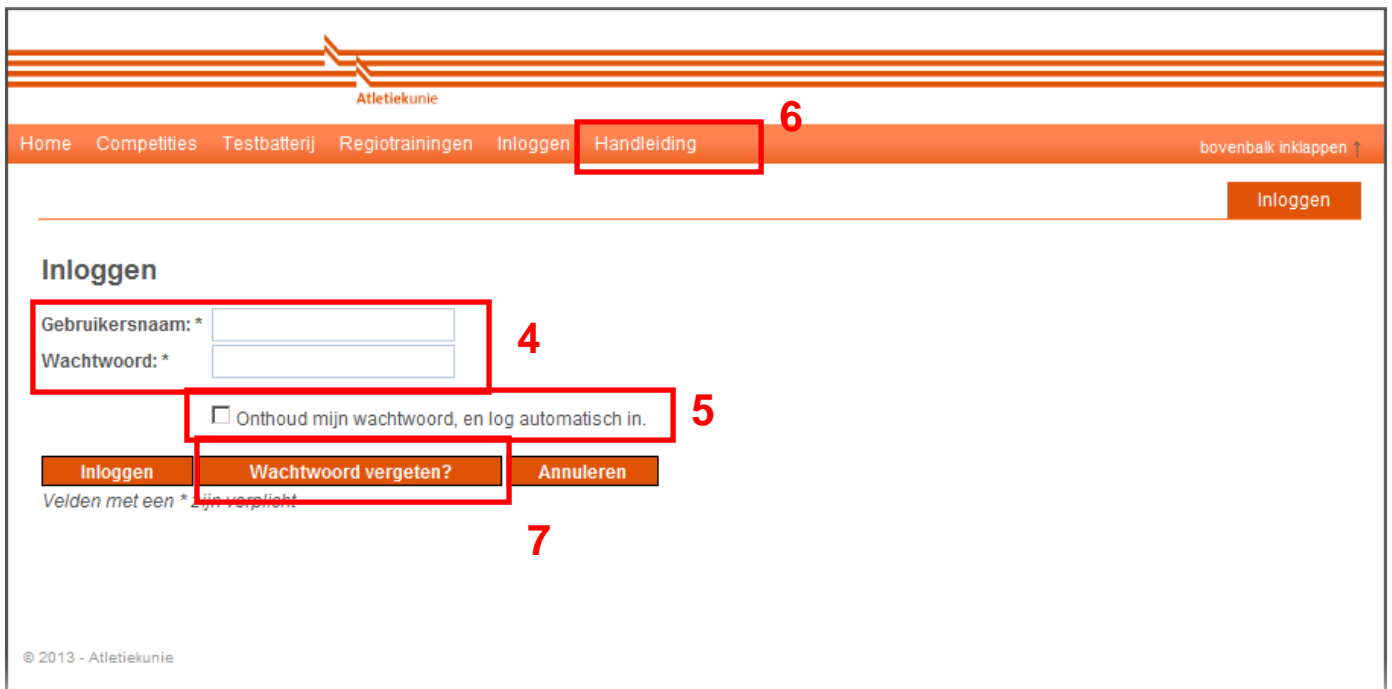 Atletiekunie
6
Home Competities Testbatterij Regiotrainingen Inloggen Handleiding bovenbalk inklappen ↑
Inloggen
Inloggen
Gebruikersnaam: *
4
Wachtwoord: *
Onthoud mijn wachtwoord, en log automatisch in.
5
Inloggen Wachtwoord vergeten? Annuleren
Velden met een * zijn verplicht
7
© 2013 - Atletiekunie